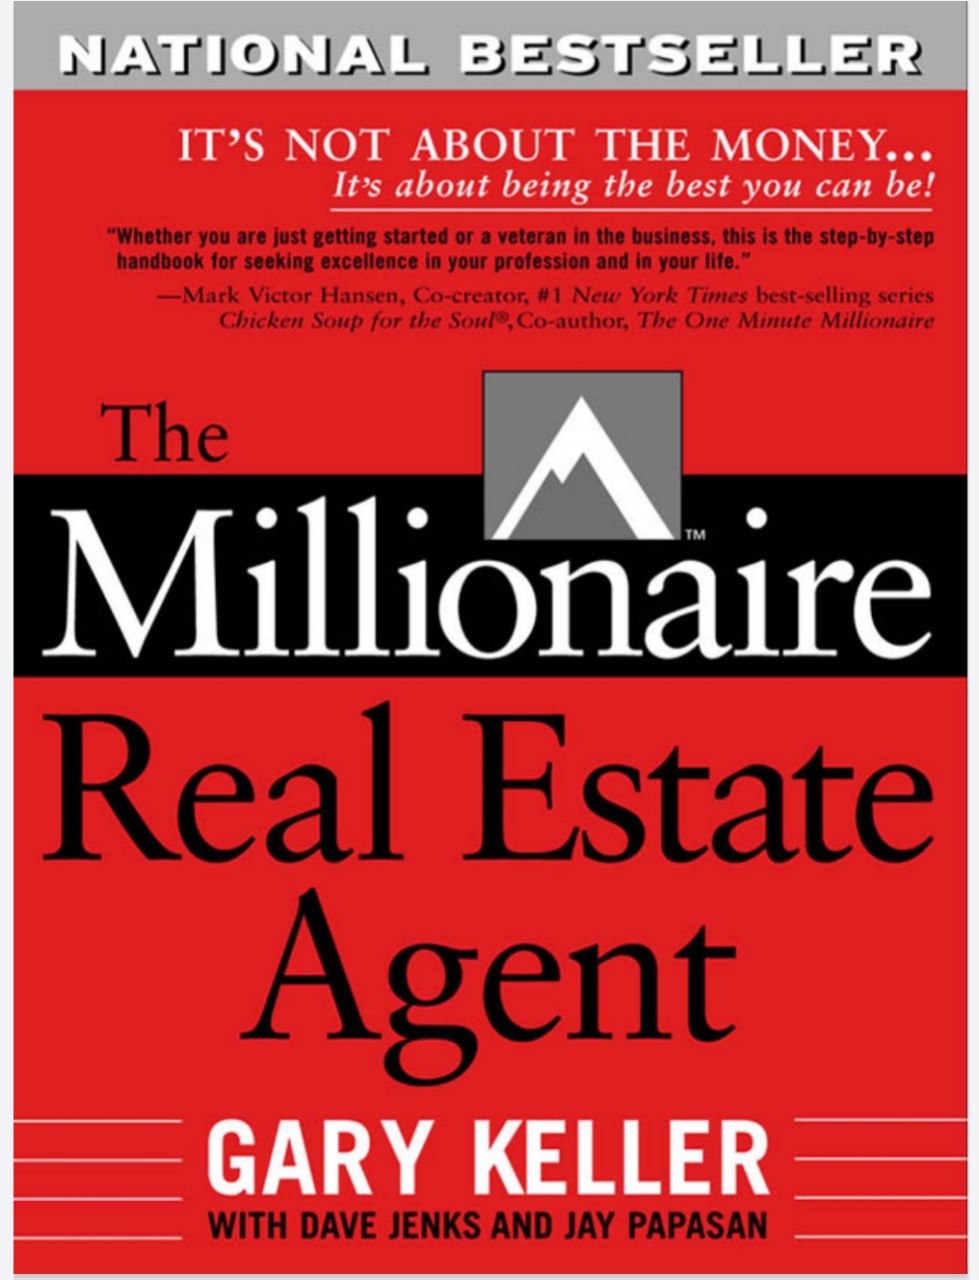 NATIONAL BESTSELLER
IT'S NOT ABOUT THE MONEY...
It's about being the best you can be!
"Whether you are just getting started or a veteran in the business, this is the step-by-step
handbook for seeking excellence in your profession and in your life."
—Mark Victor Hansen, Co-creator, #1 New York Times best-selling series
Chicken Soup for the Soul®, Co-author, The One Minute Millionaire
The
Millionaire
TM
Real Estate
Agent
GARY KELLER
WITH DAVE JENKS AND JAY PAPASAN